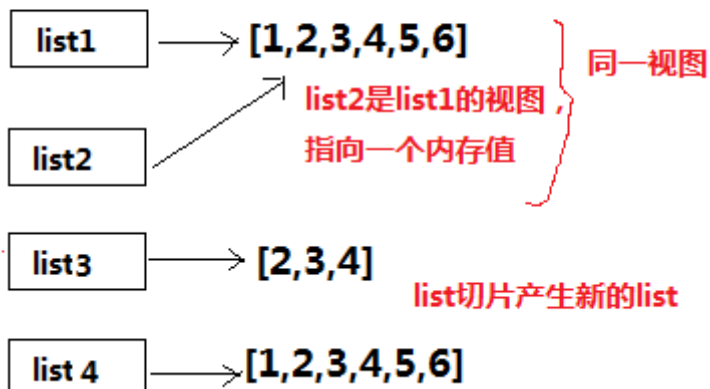 list1
[1,2,3,4,5,6]
同一视图
list2是list1的视图，
指向一个内存值
list2
list3
[2,3,4]
list切片产生新的list
list 4
[1,2,3,4,5,6]